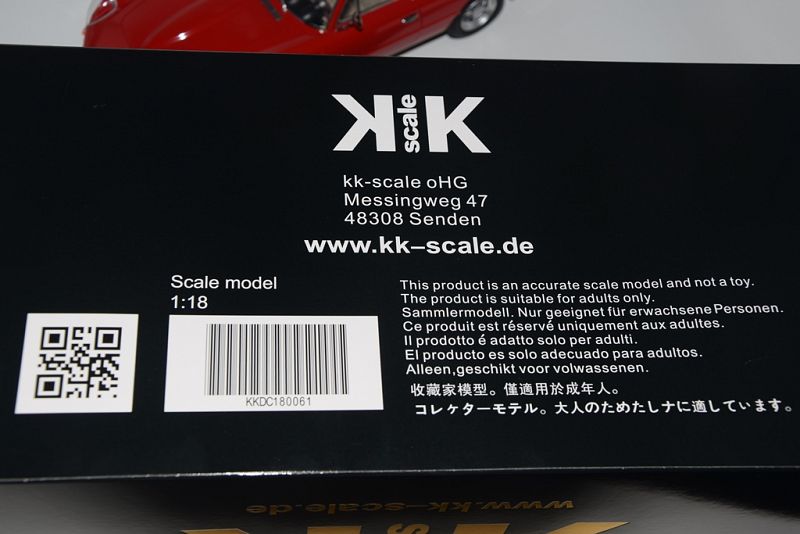 K scale K
kk-scale oHG
Messingweg 47
48308 Senden
www.kk–scale.de
Scale model
1:18
KKDC180061
This product is an accurate scale model and not a toy.
The product is suitable for adults only.
Sammlermodell. Nur geeignet für erwachsene Personen.
Ce produit est réservé uniquement aux adultes.
Il prodotto é adatto solo per adulti.
El producto es solo adecuado para adultos.
Alleen,geschikt voor volwassenen.
收藏家模型。僅適用於成年人。
コレケターモテル。大人のためたしナに適しています。
www.kk-scale.de